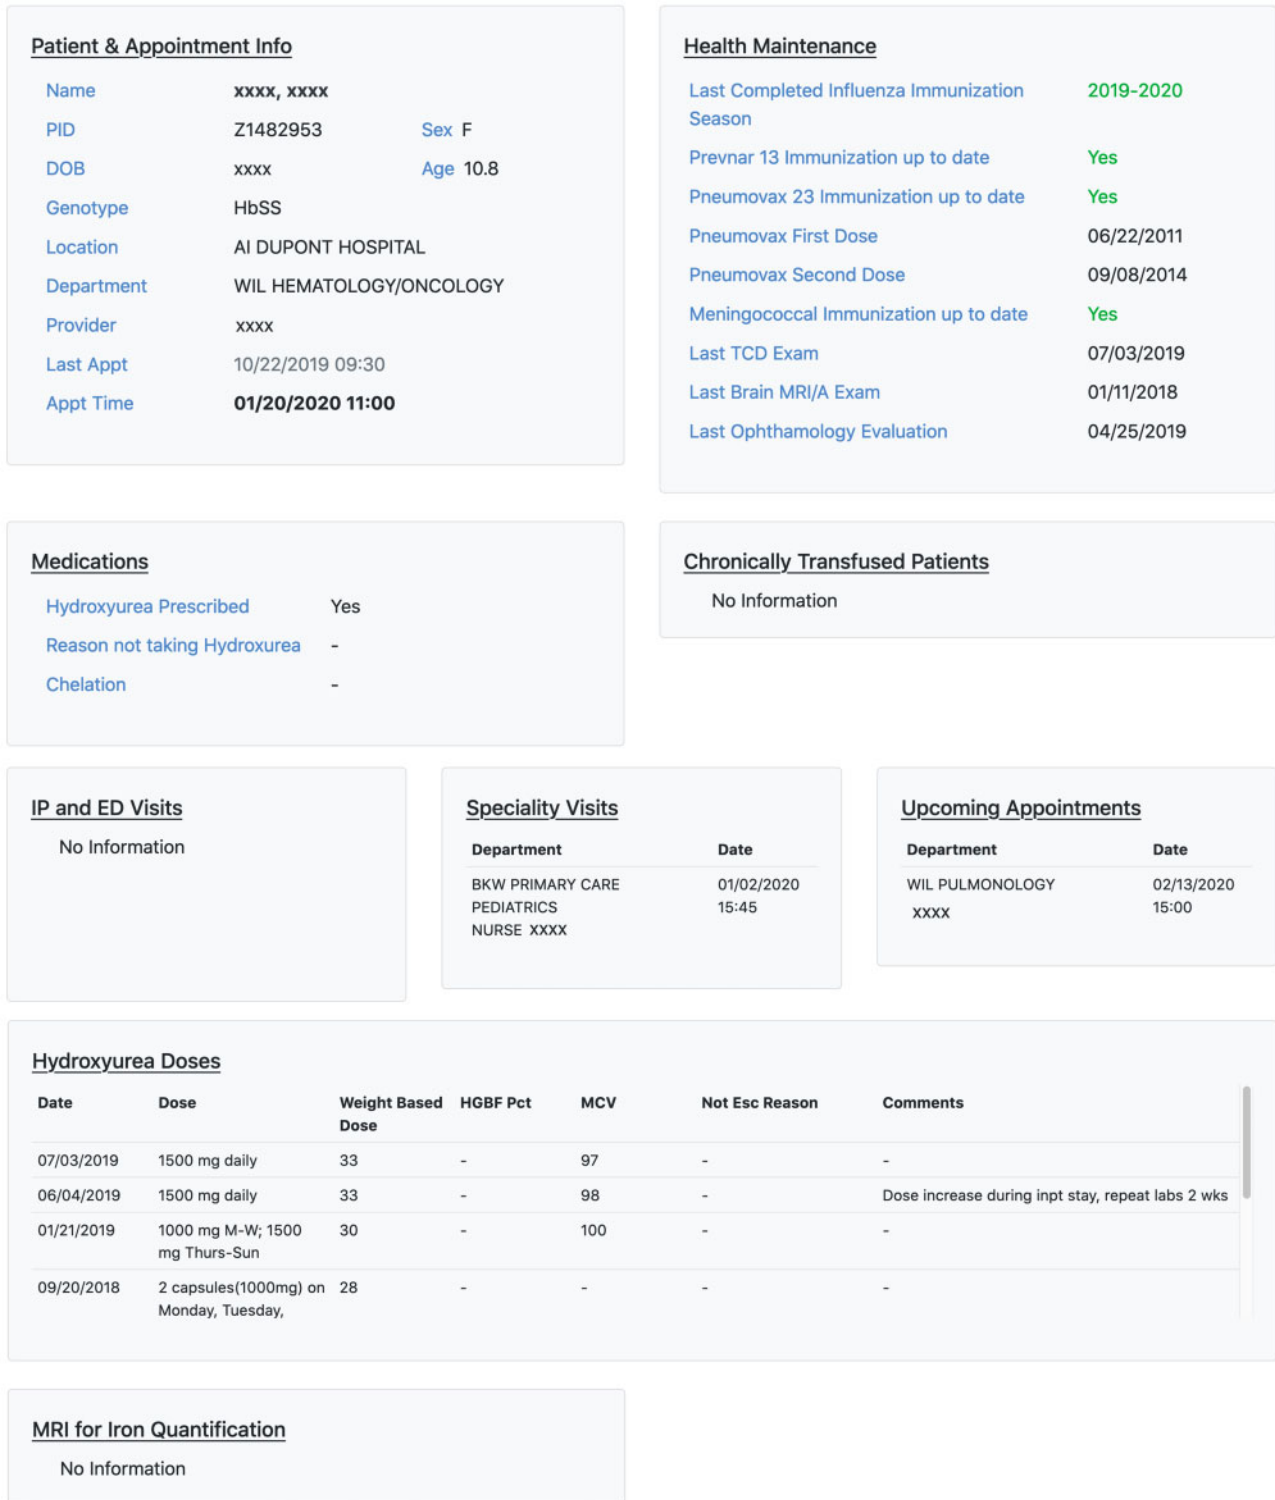 Patient & Appointment Info
Name xxxx, xxxx
PID Z1482953 Sex F
DOB xxxx Age 10.8
Genotype HbSS
Location AI DUPONT HOSPITAL
Department WIL HEMATOLOGY/ONCOLOGY
Provider xxxx
Last Appt 10/22/2019 09:30
Appt Time 01/20/2020 11:00
Health Maintenance
Last Completed Influenza Immunization 2019-2020
Season
Prevnar 13 Immunization up to date Yes
Pneumovax 23 Immunization up to date Yes
Pneumovax First Dose 06/22/2011
Pneumovax Second Dose 09/08/2014
Meningococcal Immunization up to date Yes
Last TCD Exam 07/03/2019
Last Brain MRI/A Exam 01/11/2018
Last Ophthamology Evaluation 04/25/2019
Medications
Hydroxyurea Prescribed Yes
Reason not taking Hydroxurea -
Chelation -
Chronically Transfused Patients
No Information
IP and ED Visits
No Information
Speciality Visits
Department Date
BKW PRIMARY CARE 01/02/2020
PEDIATRICS 15:45
NURSE XXXX
Upcoming Appointments
Department Date
WIL PULMONOLOGY 02/13/2020
XXXX 15:00
Hydroxyurea Doses
Date Dose Weight Based HGBF Pct MCV Not Esc Reason Comments
Dose
07/03/2019 1500 mg daily 33 - 97 - -
06/04/2019 1500 mg daily 33 - 98 - Dose increase during inpt stay, repeat labs 2 wks
01/21/2019 1000 mg M-W; 1500 30 - 100 - -
mg Thurs-Sun
09/20/2018 2 capsules(1000mg) on 28 - - - -
Monday, Tuesday,
MRI for Iron Quantification
No Information